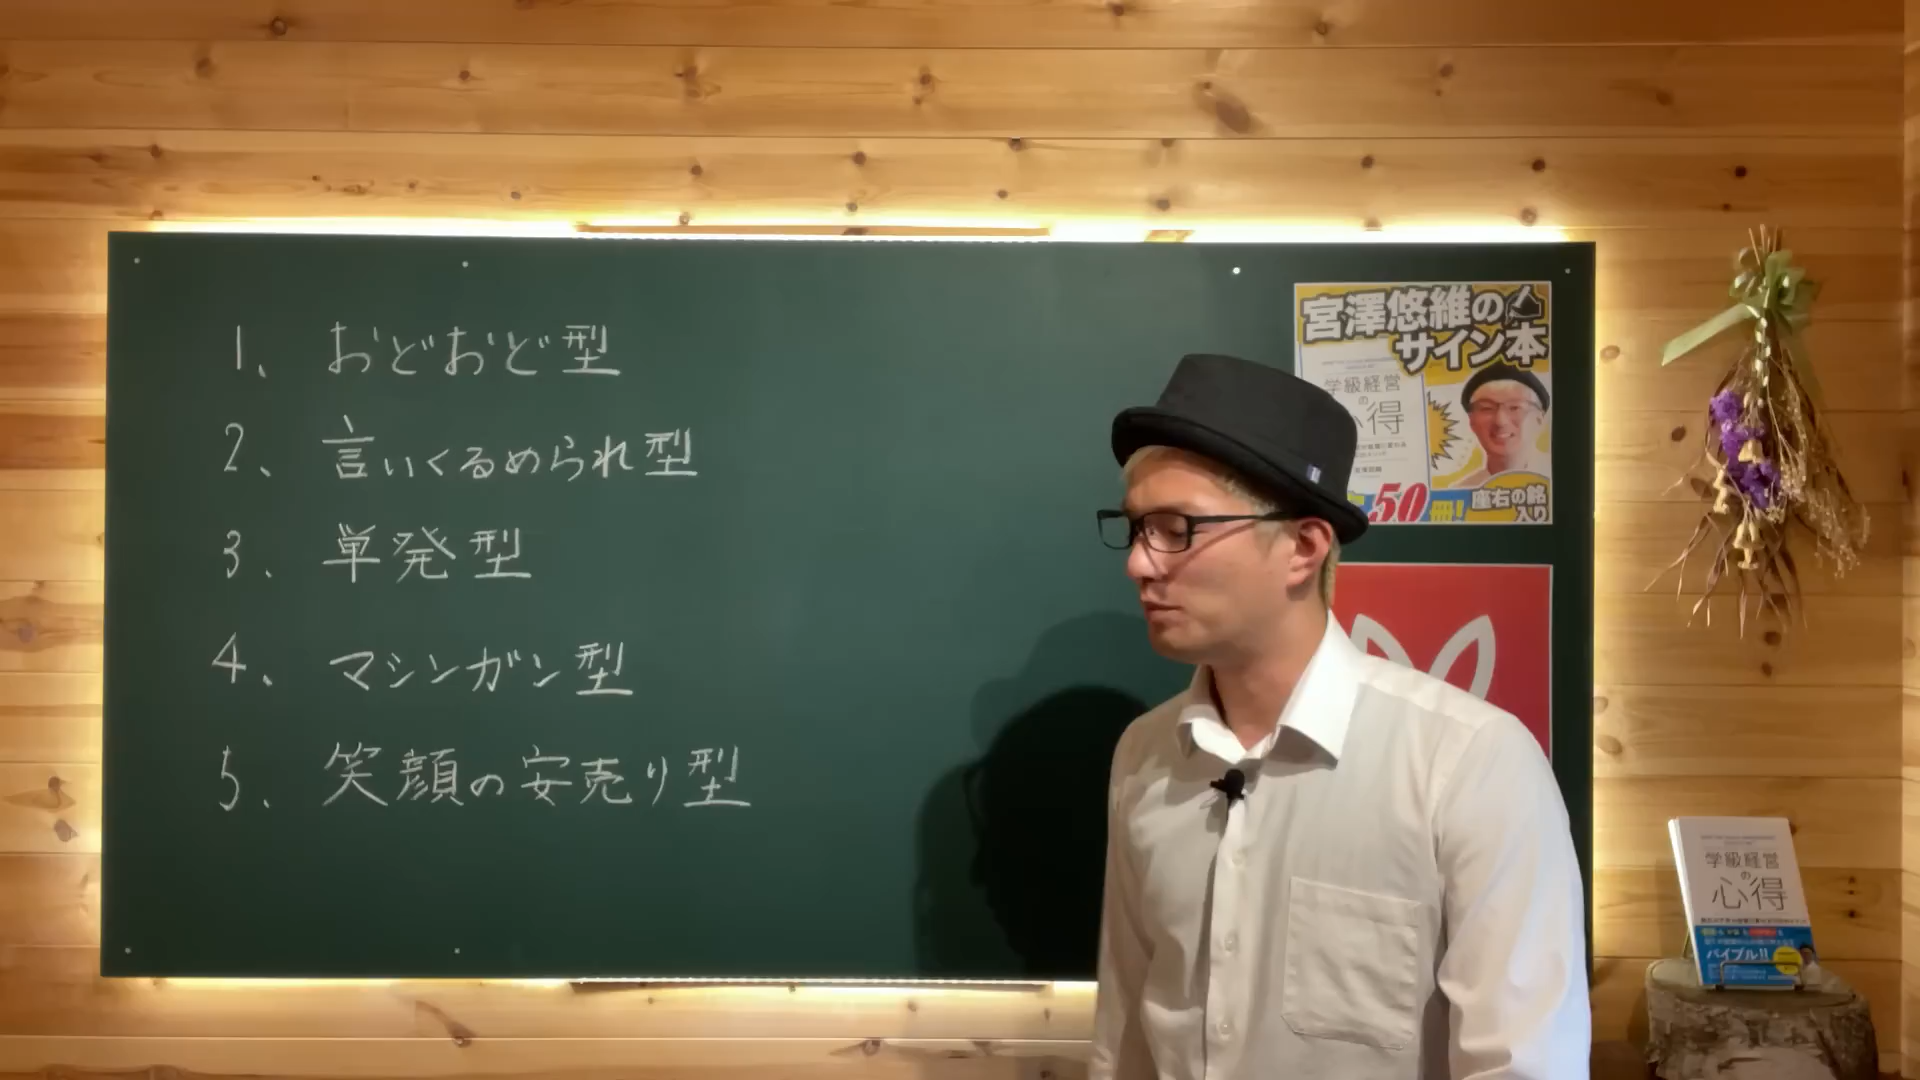 1、おどおど型
2、言いくるめられ型
3、単発型
4、マシンガン型
5、笑顔の安売り型
宮澤悠維の
サイン本
学級経営
の
心得
50冊!
座右の銘
入り
学級経営
の
心得
バイブル!!